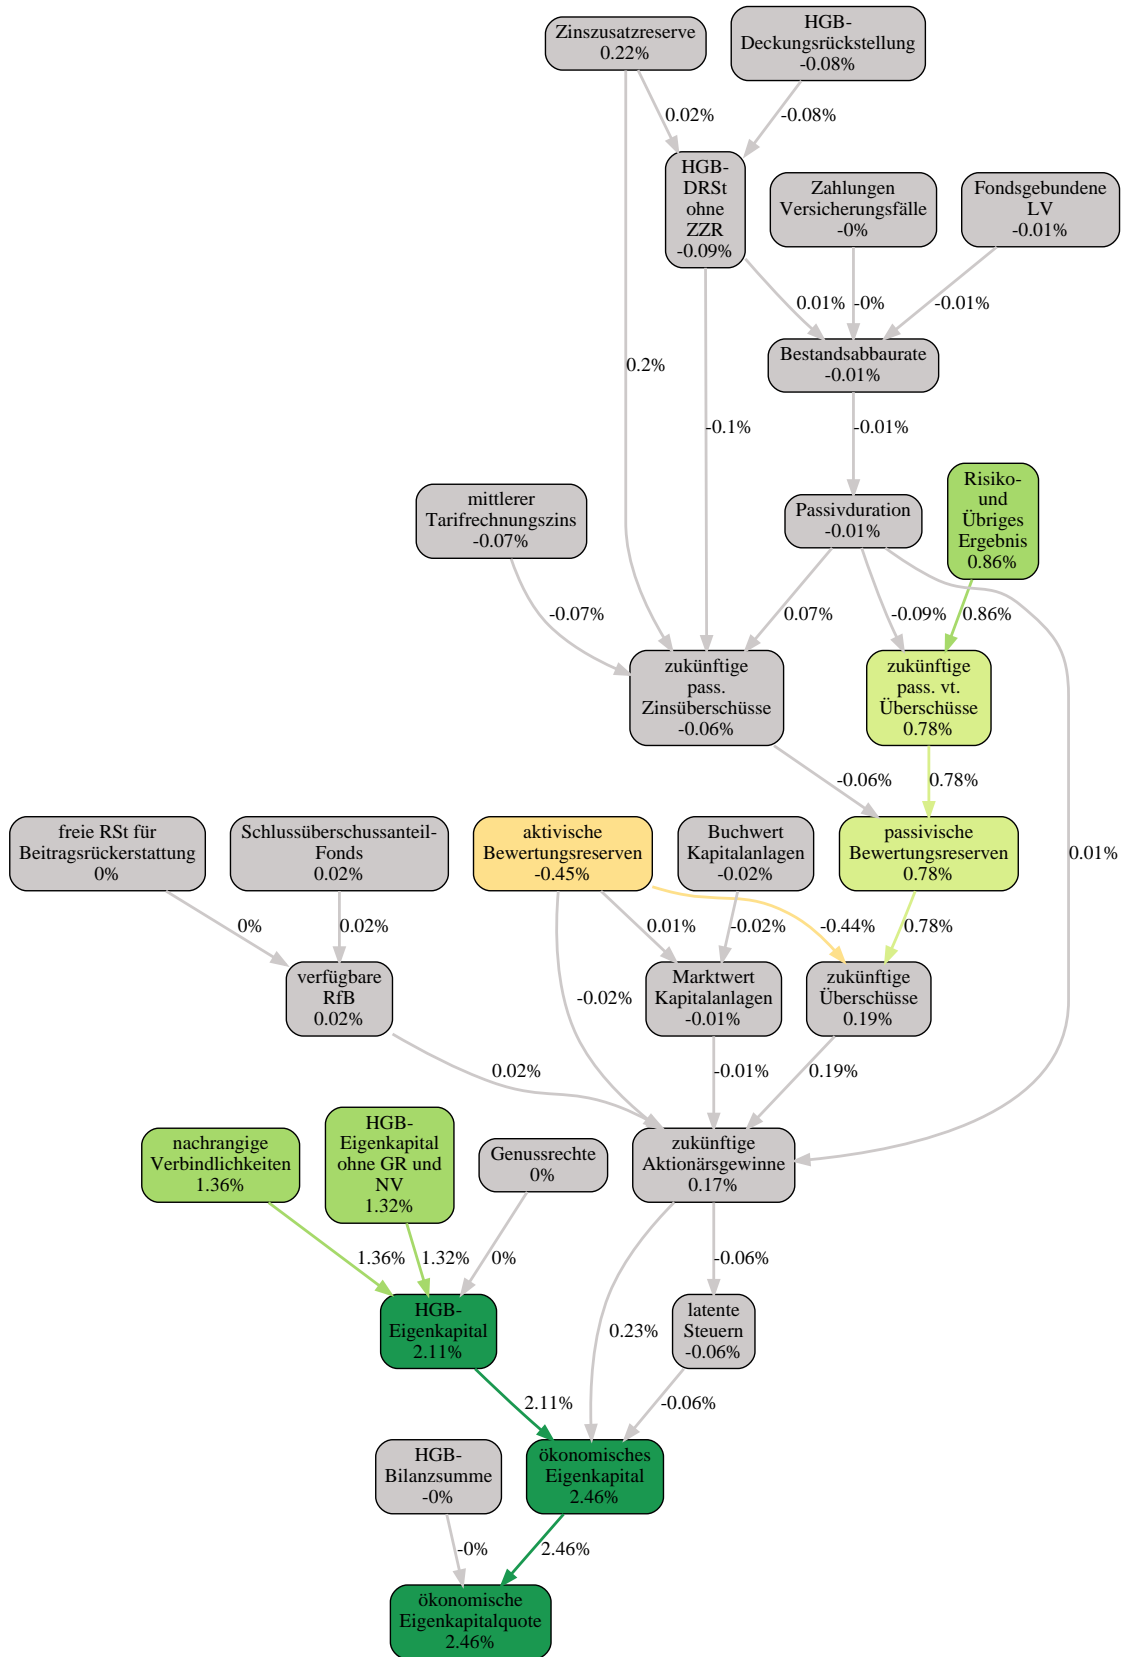 Zinszusatzreserve
0.22%
HGB-
Deckungsrückstellung
-0.08%
0.02%
-0.08%
HGB-
DRSt
ohne
ZZR
-0.09%
Zahlungen
Versicherungsfälle
-0%
Fondsgebundene
LV
-0.01%
0.01%
-0%
-0.01%
0.2%
Bestandsabbaurate
-0.01%
-0.1%
-0.01%
mittlerer
Tarifrechnungszins
-0.07%
Passivduration
-0.01%
Risiko-
und
Übriges
Ergebnis
0.86%
-0.07%
0.07%
-0.09%
0.86%
zukünftige
pass.
Zinsüberschüsse
-0.06%
zukünftige
pass. vt.
Überschüsse
0.78%
-0.06%
0.78%
freie RSt für
Beitragsrückerstattung
0%
Schlussüberschussanteil-
Fonds
0.02%
aktivische
Bewertungsreserven
-0.45%
Buchwert
Kapitalanlagen
-0.02%
passivische
Bewertungsreserven
0.78%
0.01%
0%
0.02%
0.01%
-0.02%
-0.44%
0.78%
verfügbare
RfB
0.02%
-0.02%
Marktwert
Kapitalanlagen
-0.01%
zukünftige
Überschüsse
0.19%
0.02%
-0.01%
0.19%
nachrangige
Verbindlichkeiten
1.36%
HGB-
Eigenkapital
ohne GR und
NV
1.32%
Genussrechte
0%
zukünftige
Aktionärsgewinne
0.17%
1.36%
1.32%
0%
-0.06%
HGB-
Eigenkapital
2.11%
0.23%
latente
Steuern
-0.06%
2.11%
-0.06%
HGB-
Bilanzsumme
-0%
ökonomisches
Eigenkapital
2.46%
-0%
2.46%
ökonomische
Eigenkapitalquote
2.46%